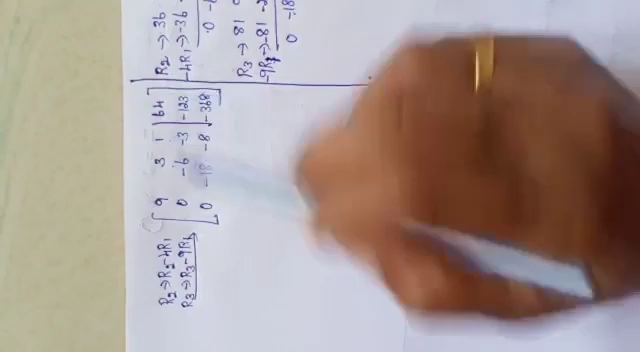 R2 → 36
-4R1 → -36
0 -
R3 → 81
-9R1 → -81
0 -18
R2 → R2-4R1
R3 → R3-9R1
9 3 1 64
0 -6 -3 -123
0 -18 -8 -368